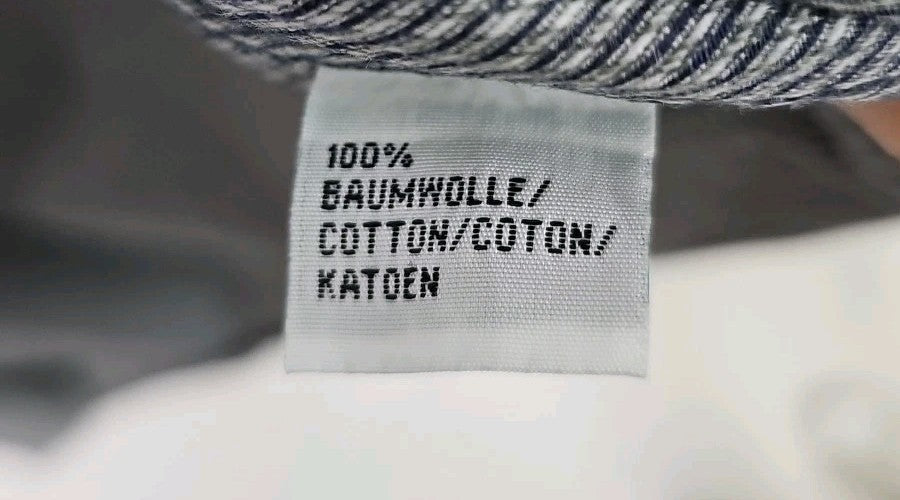 100%
BAUMWOLLE/
COTTON/COTON/
KATOEN